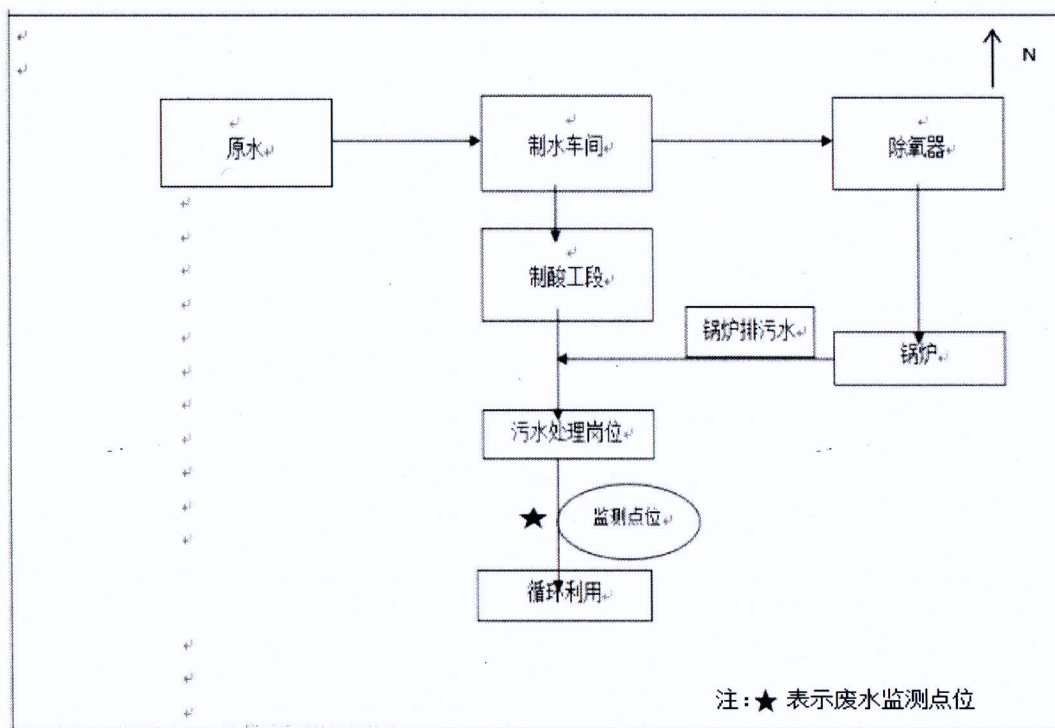 N
原水
制水车间
除氧器
制酸工段
锅炉排污水
锅炉
污水处理岗位
★
监测点位
循环利用
注:★ 表示废水监测点位